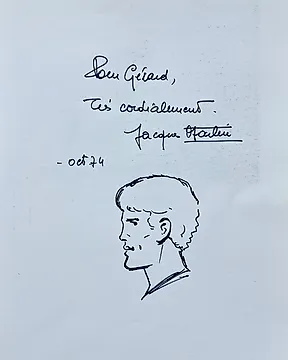 Pour Gérard,
Très cordialement.
Jacques Martin
- oct 74